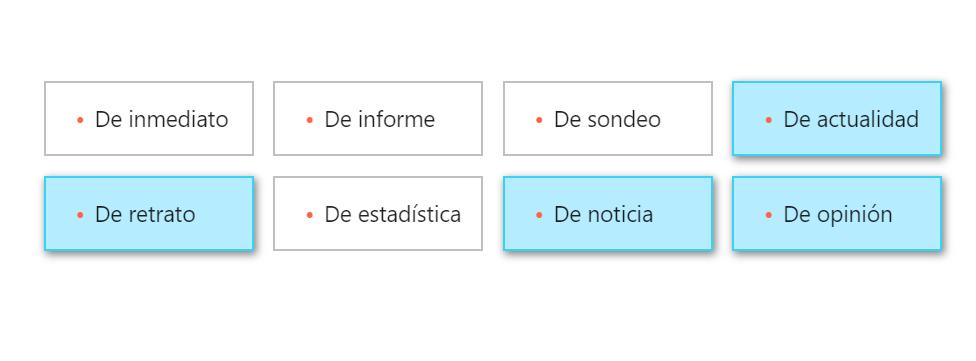 • De inmediato
• De informe
• De sondeo
• De actualidad
• De retrato
• De estadística
• De noticia
• De opinión